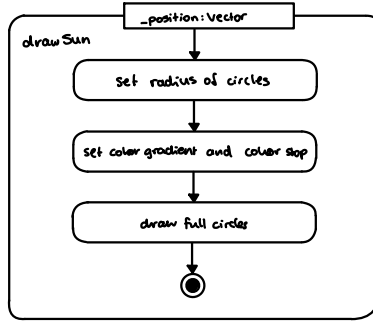 _position: Vector
drawSun
set radius of circles
set color gradient and color stop
draw full circles